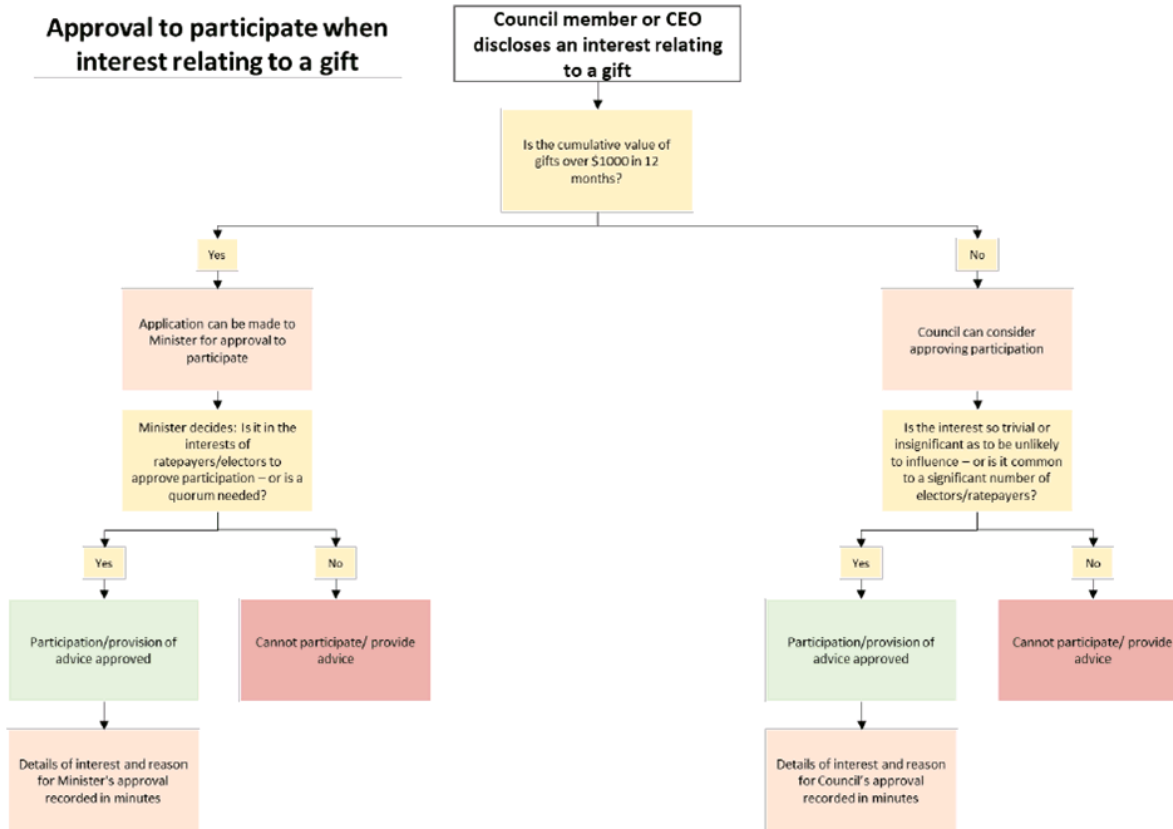 Approval to participate when
interest relating to a gift
Council member or CEO
discloses an interest relating
to a gift
Is the cumulative value of
gifts over $1000 in 12
months?
Yes
No
Application can be made to
Minister for approval to
participate
Council can consider
approving participation
Minister decides: Is it in the
interests of
ratepayers/electors to
approve participation – or is a
quorum needed?
Is the interest so trivial or
insignificant as to be unlikely
to influence – or is it common
to a significant number of
electors/ratepayers?
Yes
No
Yes
No
Participation/provision of
advice approved
Cannot participate/ provide
advice
Participation/provision of
advice approved
Cannot participate/ provide
advice
Details of interest and reason
for Minister's approval
recorded in minutes
Details of interest and reason
for Council's approval
recorded in minutes